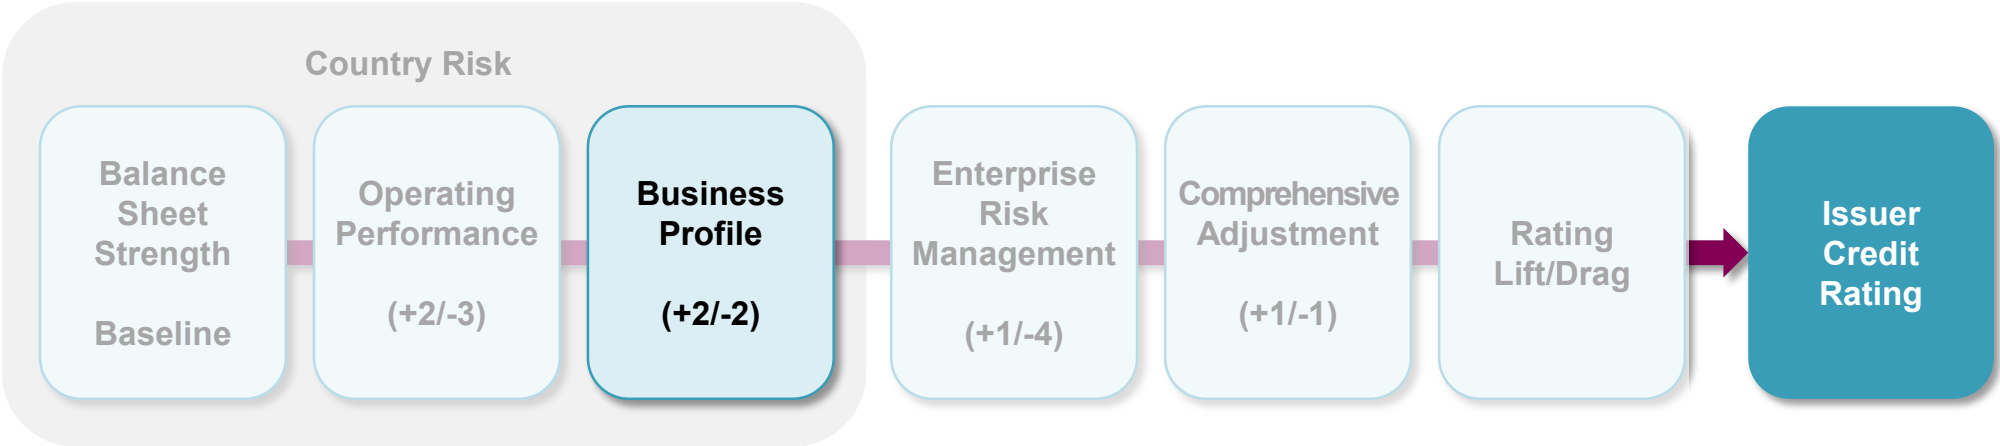 Country Risk
Balance
Sheet
Strength
Baseline
Operating
Performance
(+2/-3)
Business
Profile
(+2/-2)
Enterprise
Risk
Management
(+1/-4)
Comprehensive
Adjustment
(+1/-1)
Rating
Lift/Drag
Issuer
Credit
Rating